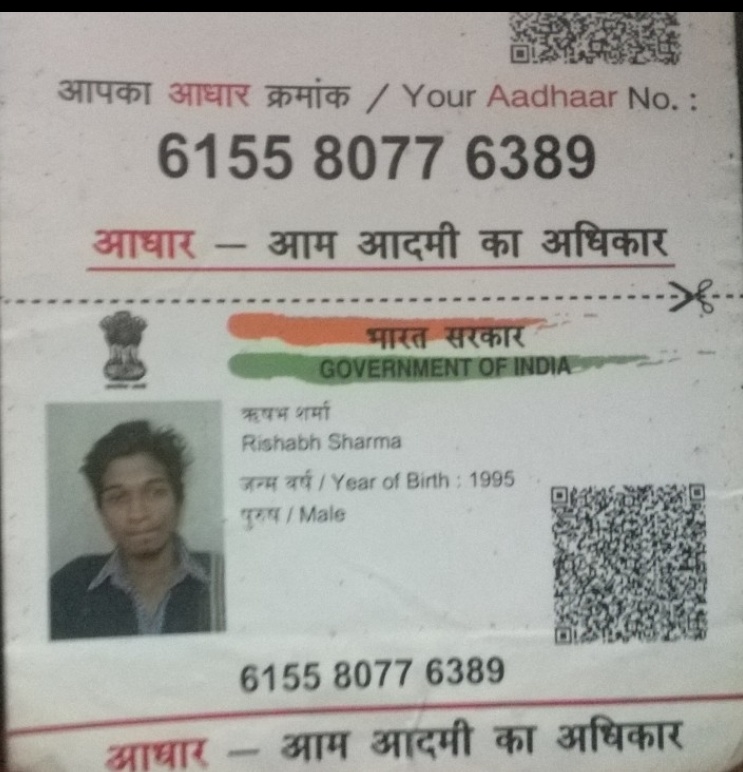 आपका आधार क्रमांक / Your Aadhaar No. :
6155 8077 6389
आधार – आम आदमी का अधिकार
भारत सरकार
GOVERNMENT OF INDIA
ऋषभ शर्मा
Rishabh Sharma
जन्म वर्ष / Year of Birth : 1995
पुरुष / Male
6155 8077 6389
आधार – आम आदमी का अधिकार